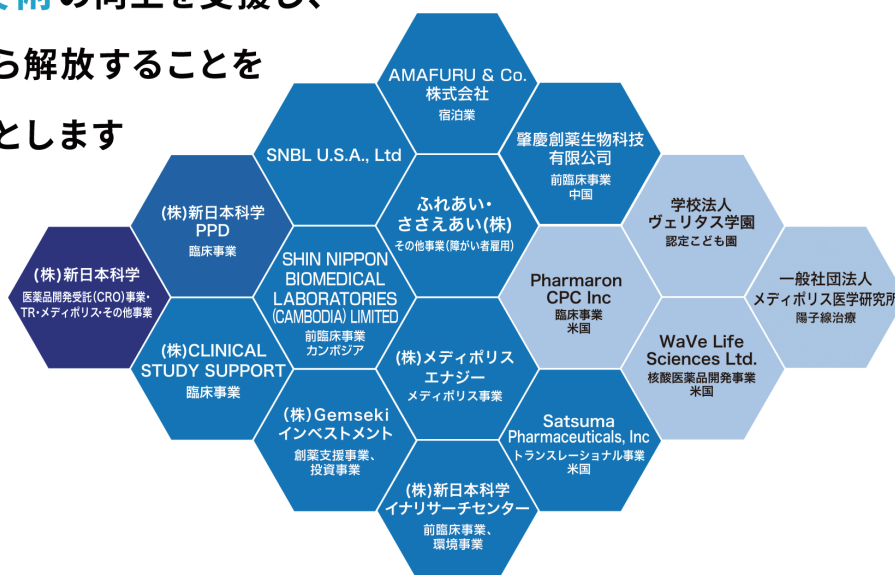 の向上を支援し、
解放することを
とします
AMAFURU & Co.
株式会社
宿泊業
SNBL U.S.A., Ltd
肇慶創薬生物科技
有限公司
前臨床事業
中国
(株)新日本科学
PPD
臨床事業
ふれあい・
ささえあい(株)
その他事業(障がい者雇用)
学校法人
ヴェリタス学園
認定こども園
(株)新日本科学
医薬品開発受託(CRO)事業・
TR・メディポリス・その他事業
SHIN NIPPON
BIOMEDICAL
LABORATORIES
(CAMBODIA) LIMITED
前臨床事業
カンボジア
Pharmaron
CPC Inc
臨床事業
米国
一般社団法人
メディポリス医学研究所
陽子線治療
(株)CLINICAL
STUDY SUPPORT
臨床事業
(株)メディポリス
エナジー
メディポリス事業
WaVe Life
Sciences Ltd.
核酸医薬品開発事業
米国
(株)Gemseki
インベストメント
創薬支援事業、
投資事業
Satsuma
Pharmaceuticals, Inc
トランスレーショナル事業
米国
(株)新日本科学
イナリサーチセンター
前臨床事業、
環境事業